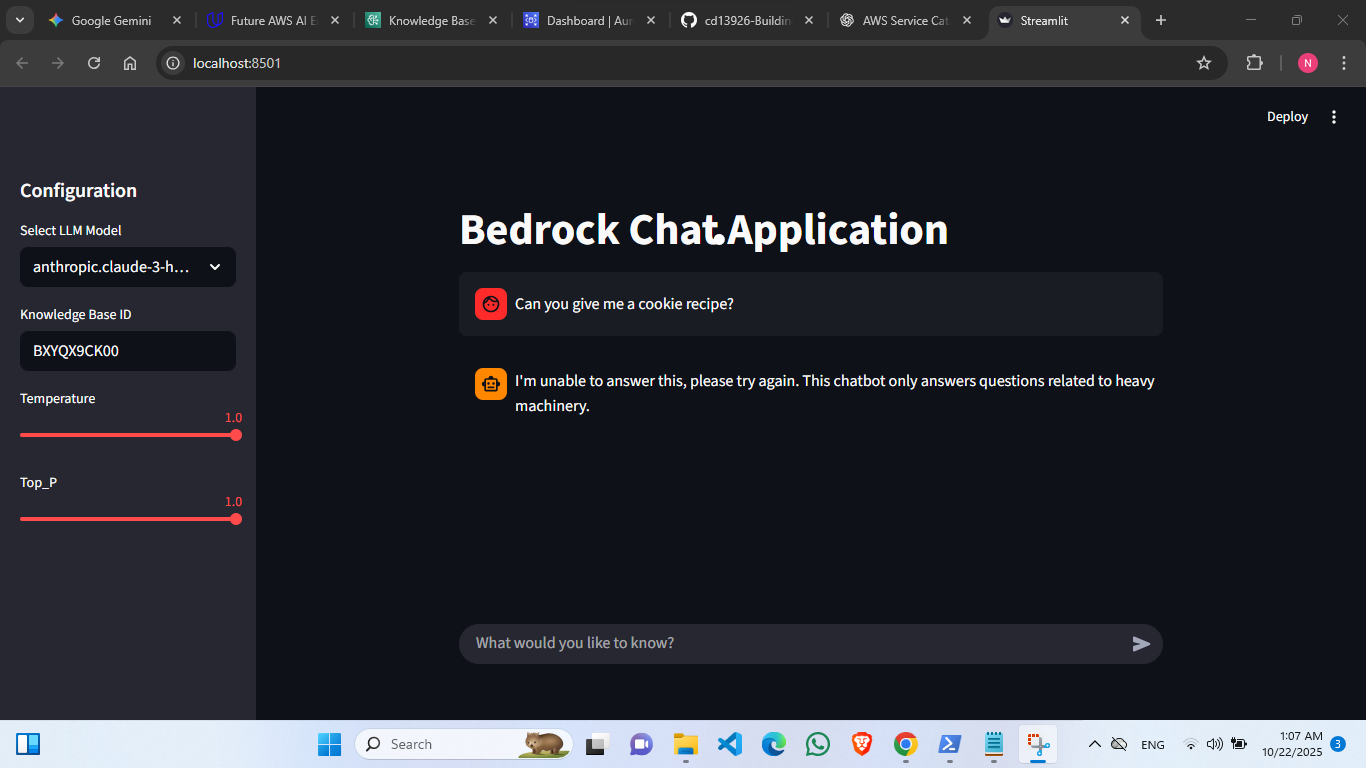 Google Gemini
Future AWS AI E
Knowledge Base
Dashboard | Au
cd13926-Buildin
AWS Service Cat
Streamlit
localhost:8501
N
Deploy
Configuration
Select LLM Model
anthropic.claude-3-h...
Knowledge Base ID
BXYQX9CK00
Temperature
1.0
Top_P
1.0
Bedrock Chat Application
Can you give me a cookie recipe?
I'm unable to answer this, please try again. This chatbot only answers questions related to heavy
machinery.
What would you like to know?
Search
ENG
1:07 AM
10/22/2025
3